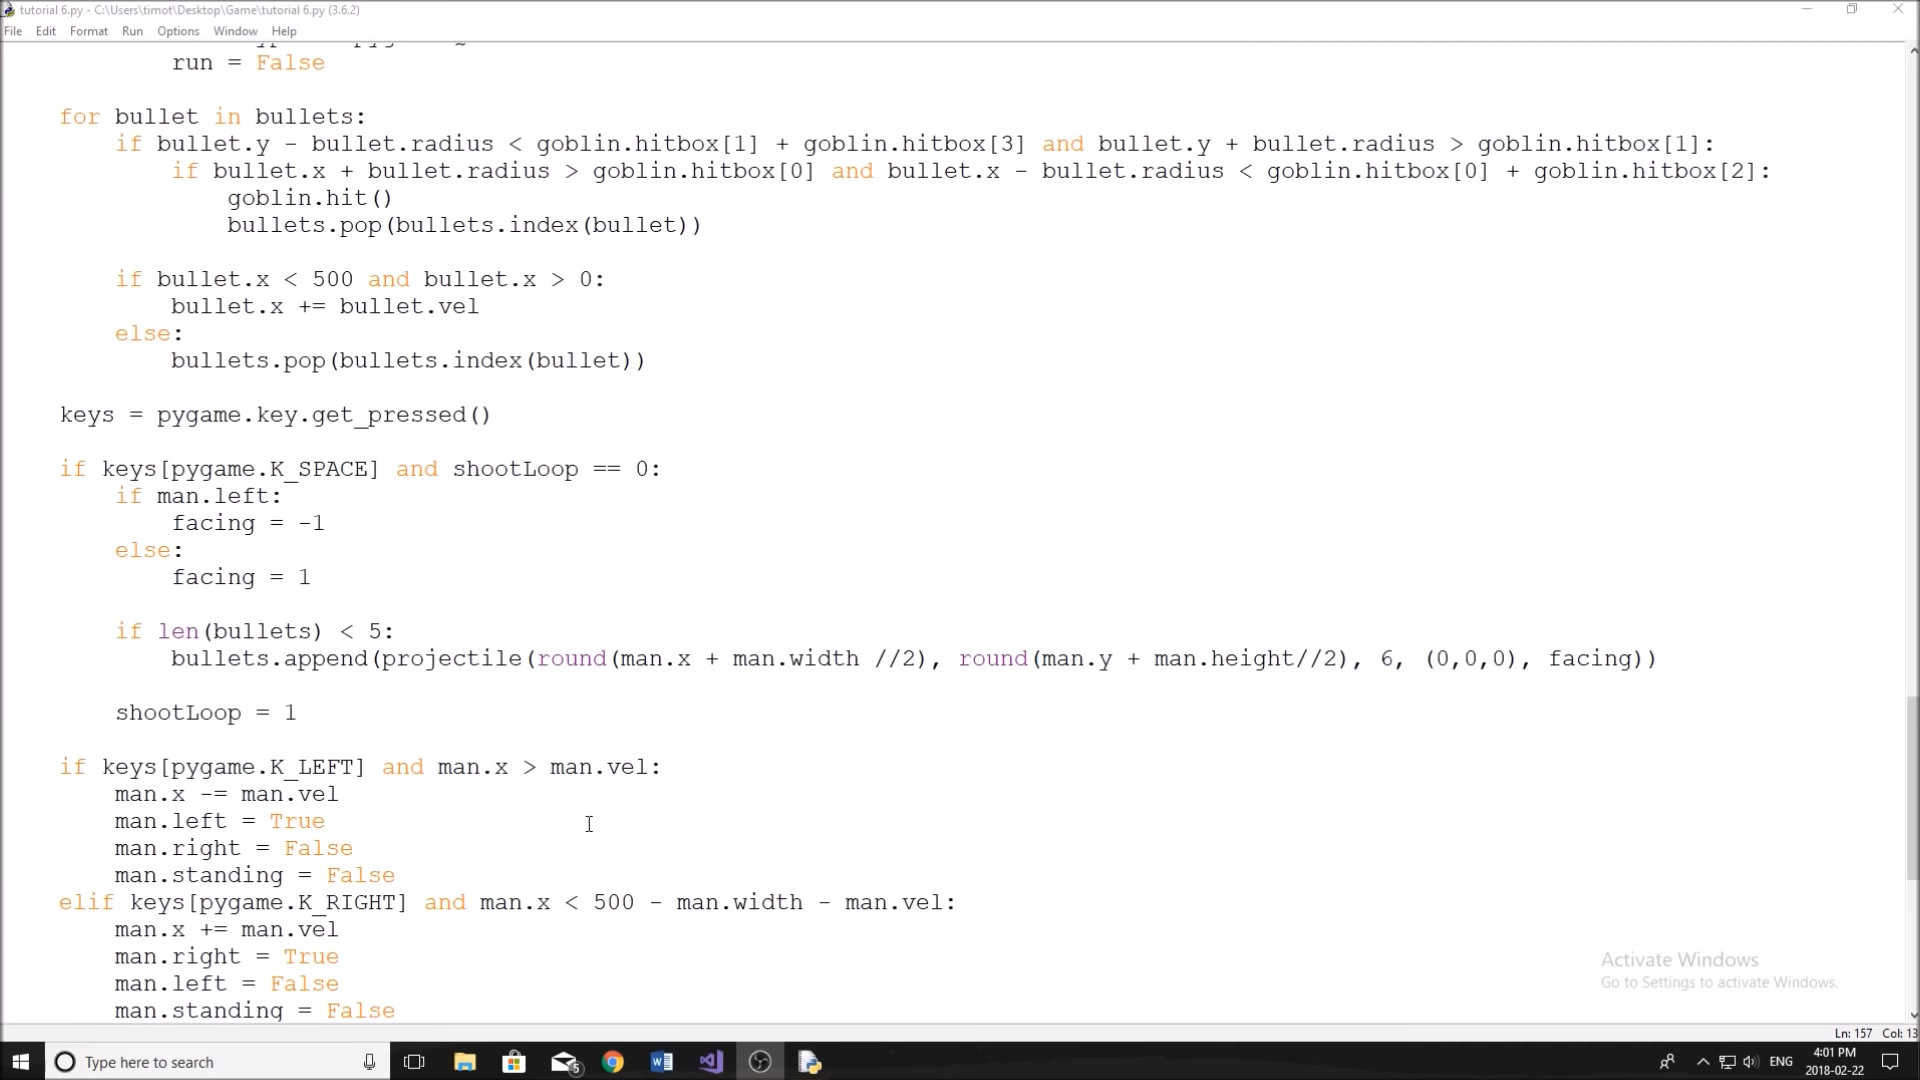 tutorial 6.py - C:\Users\timot\Desktop\Game\tutorial 6.py (3.6.2)
File Edit Format Run Options Window Help
run = False
for bullet in bullets:
if bullet.y - bullet.radius < goblin.hitbox[1] + goblin.hitbox[3] and bullet.y + bullet.radius > goblin.hitbox[1]:
if bullet.x + bullet.radius > goblin.hitbox[0] and bullet.x - bullet.radius < goblin.hitbox[0] + goblin.hitbox[2]:
goblin.hit()
bullets.pop(bullets.index(bullet))
if bullet.x < 500 and bullet.x > 0:
bullet.x += bullet.vel
else:
bullets.pop(bullets.index(bullet))
keys = pygame.key.get_pressed()
if keys[pygame.K_SPACE] and shootLoop == 0:
if man.left:
facing = -1
else:
facing = 1
if len(bullets) < 5:
bullets.append(projectile(round(man.x + man.width //2), round(man.y + man.height//2), 6, (0,0,0), facing))
shootLoop = 1
if keys[pygame.K_LEFT] and man.x > man.vel:
man.x -= man.vel
man.left = True
man.right = False
man.standing = False
elif keys[pygame.K_RIGHT] and man.x < 500 - man.width - man.vel:
man.x += man.vel
man.right = True
man.left = False
man.standing = False
Activate Windows
Go to Settings to activate Windows.
Ln: 157 Col: 13
Type here to search
5
ENG
4:01 PM
2018-02-22